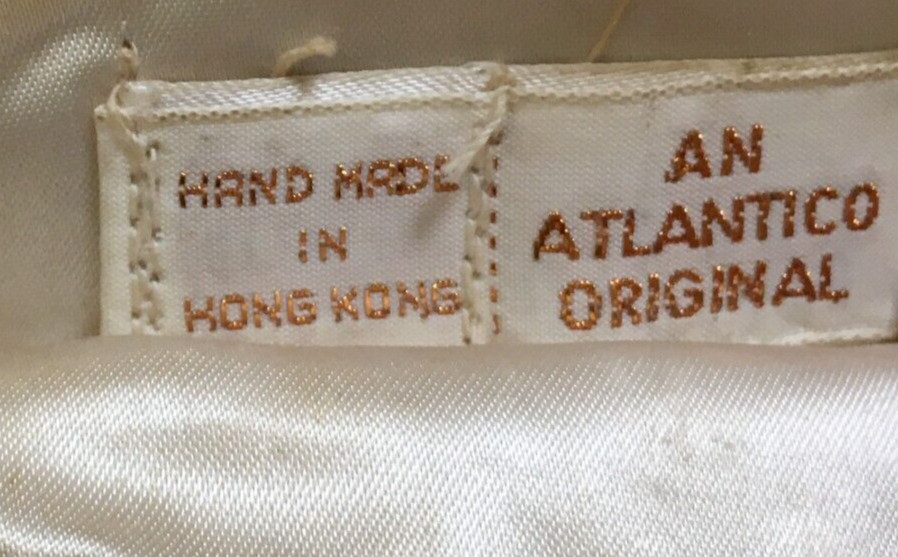 HAND MADE
IN
HONG KONG
AN
ATLANTICO
ORIGINAL